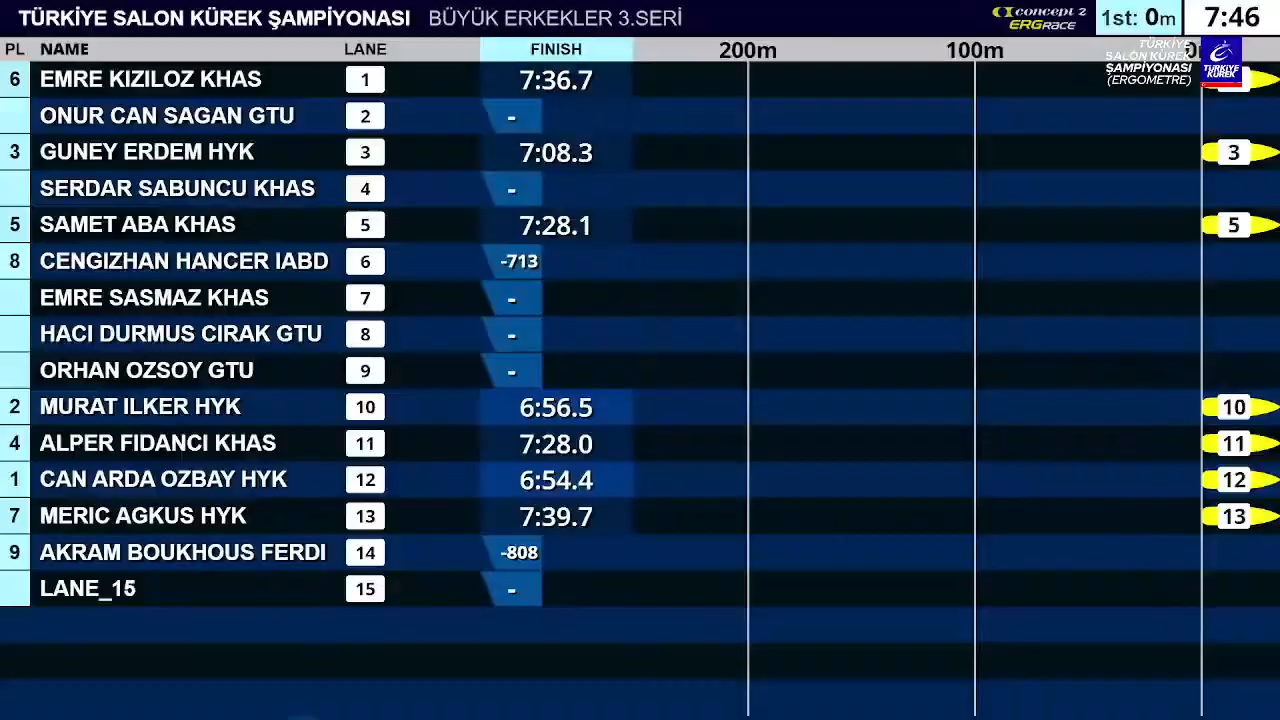 TÜRKİYE SALON KÜREK ŞAMPİYONASI BÜYÜK ERKEKLER 3.SERİ concept 2 ERGRACE 1st: 0m 7:46
PL NAME LANE FINISH 200m 100m
TÜRKİYE
SALON KÜREK
ŞAMPİYONASI
(ERGOMETRE)
TÜRKİYE
KÜREK
6 EMRE KIZILOZ KHAS 1 7:36.7
ONUR CAN SAGAN GTU 2 -
3 GUNEY ERDEM HYK 3 7:08.3 3
SERDAR SABUNCU KHAS 4 -
5 SAMET ABA KHAS 5 7:28.1 5
8 CENGIZHAN HANCER IABD 6 -713
EMRE SASMAZ KHAS 7 -
HACI DURMUS CIRAK GTU 8 -
ORHAN OZSOY GTU 9 -
2 MURAT ILKER HYK 10 6:56.5 10
4 ALPER FIDANCI KHAS 11 7:28.0 11
1 CAN ARDA OZBAY HYK 12 6:54.4 12
7 MERIC AGKUS HYK 13 7:39.7 13
9 AKRAM BOUKHOUS FERDI 14 -808
LANE_15 15 -